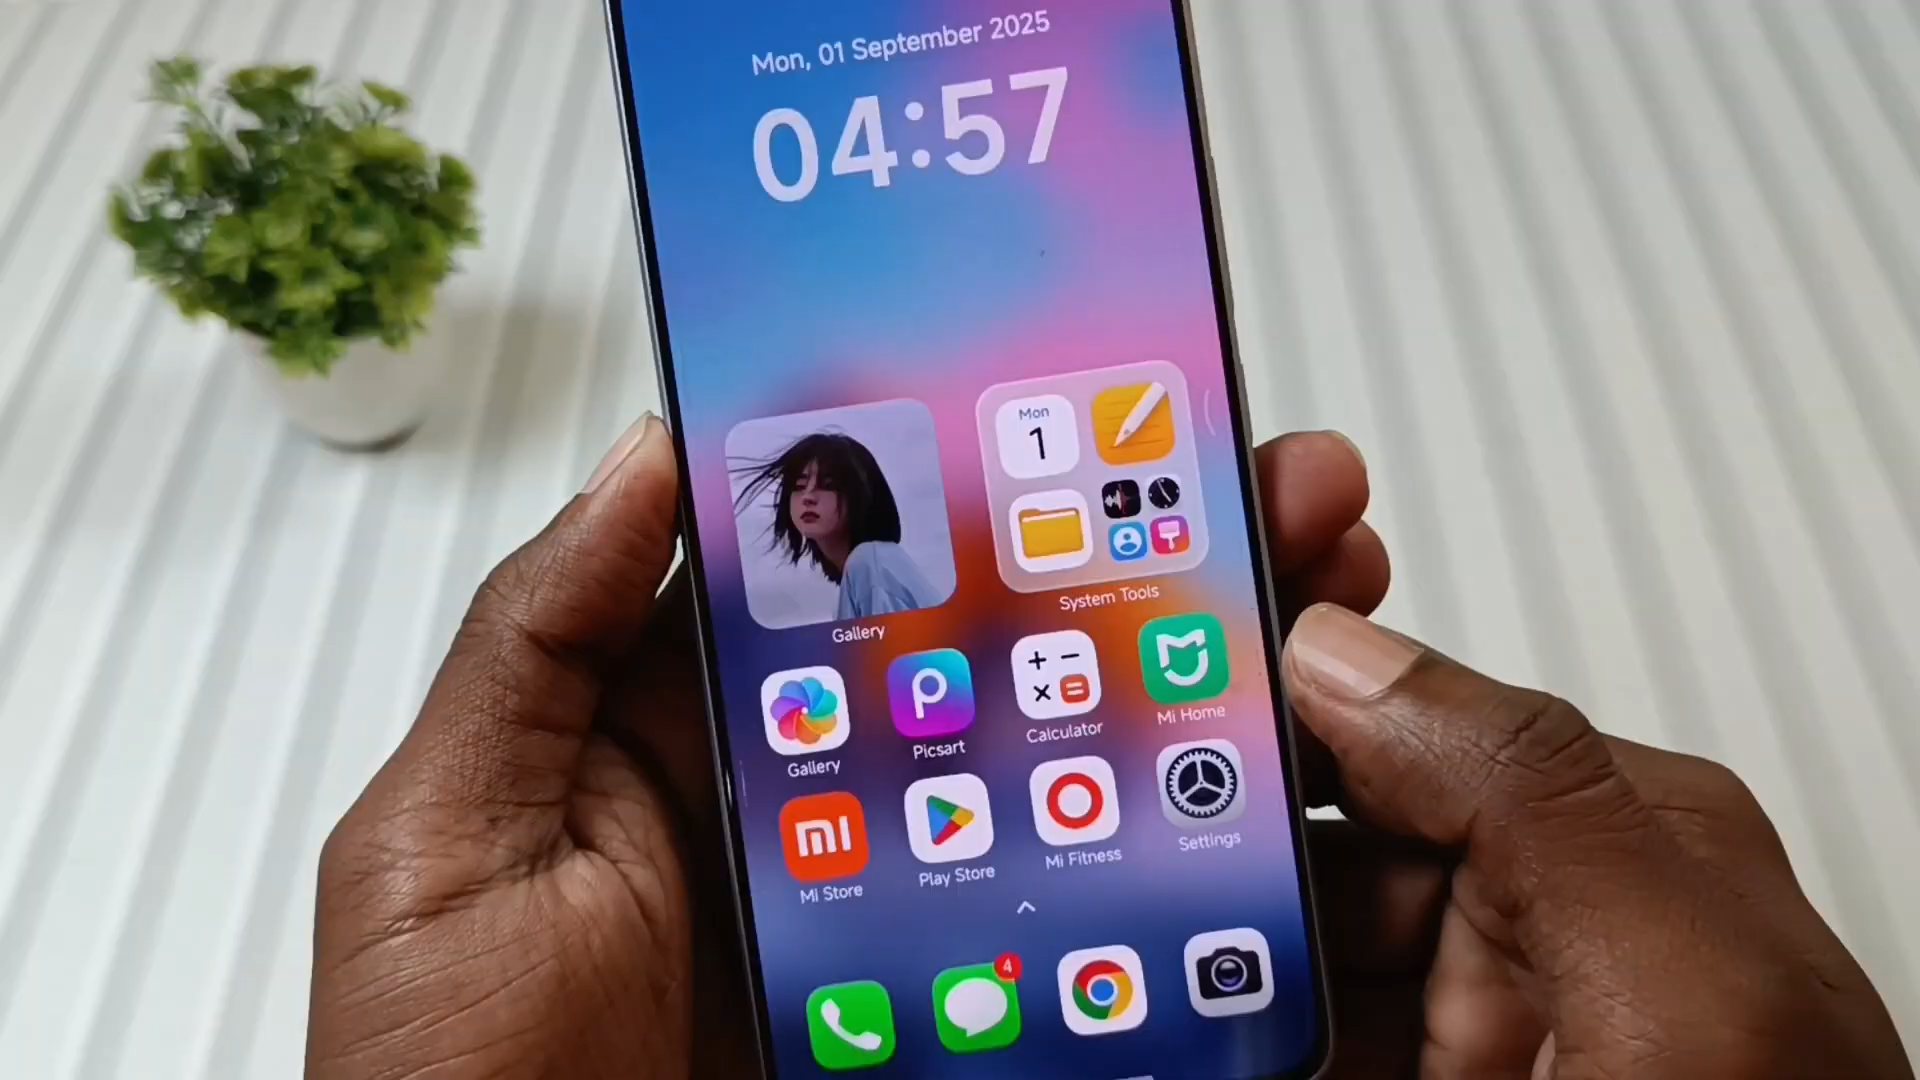 Mon, 01 September 2025
04:57
Mon
1
Gallery
System Tools
Gallery
Picsart
Calculator
Mi Home
mi
Mi Store
Play Store
Mi Fitness
Settings
4